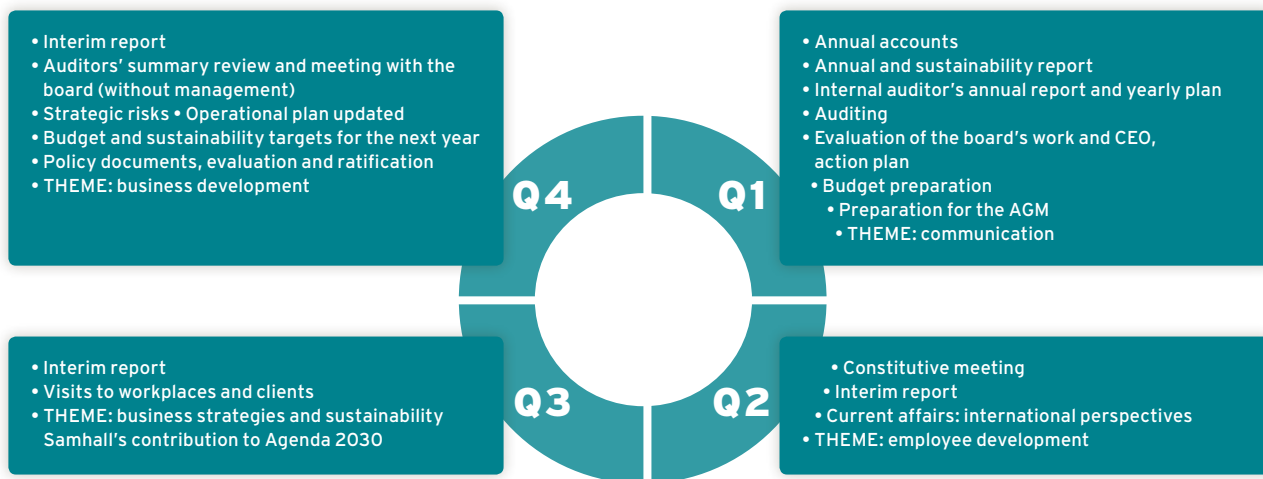 • Interim report
• Auditors’ summary review and meeting with the
board (without management)
• Strategic risks • Operational plan updated
• Budget and sustainability targets for the next year
• Policy documents, evaluation and ratification
• THEME: business development
Q4
• Annual accounts
• Annual and sustainability report
• Internal auditor’s annual report and yearly plan
• Auditing
• Evaluation of the board’s work and CEO,
action plan
• Budget preparation
• Preparation for the AGM
• THEME: communication
Q1
• Interim report
• Visits to workplaces and clients
• THEME: business strategies and sustainability
Samhall’s contribution to Agenda 2030
Q3
• Constitutive meeting
• Interim report
• Current affairs: international perspectives
• THEME: employee development
Q2